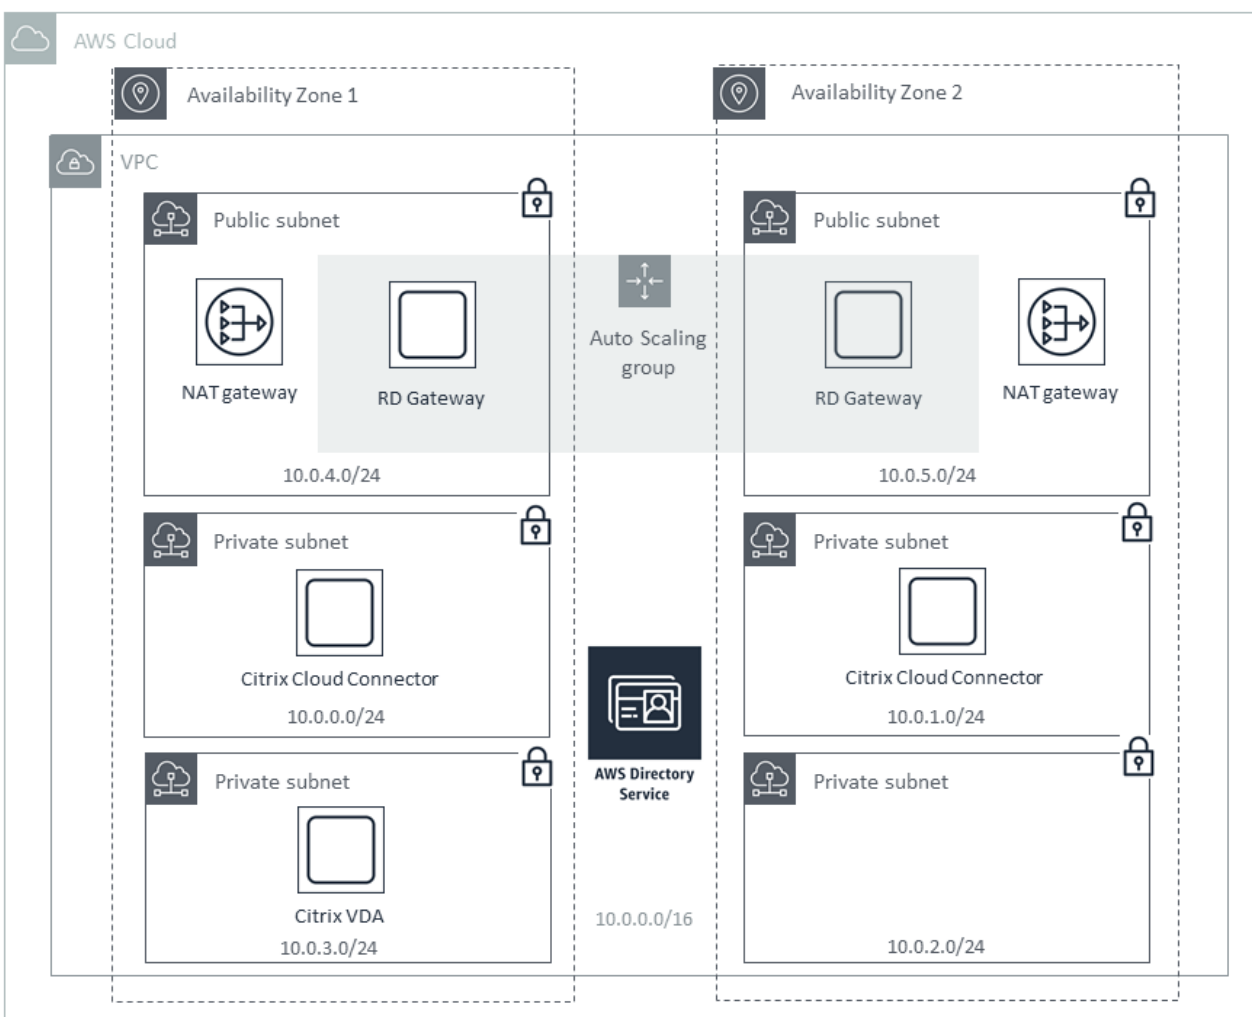 AWS Cloud
Availability Zone 1
Availability Zone 2
VPC
Public subnet
Public subnet
NAT gateway
RD Gateway
Auto Scaling
group
RD Gateway
NAT gateway
10.0.4.0/24
10.0.5.0/24
Private subnet
Private subnet
Citrix Cloud Connector
Citrix Cloud Connector
10.0.0.0/24
10.0.1.0/24
AWS Directory
Service
Private subnet
Private subnet
Citrix VDA
10.0.3.0/24
10.0.0.0/16
10.0.2.0/24